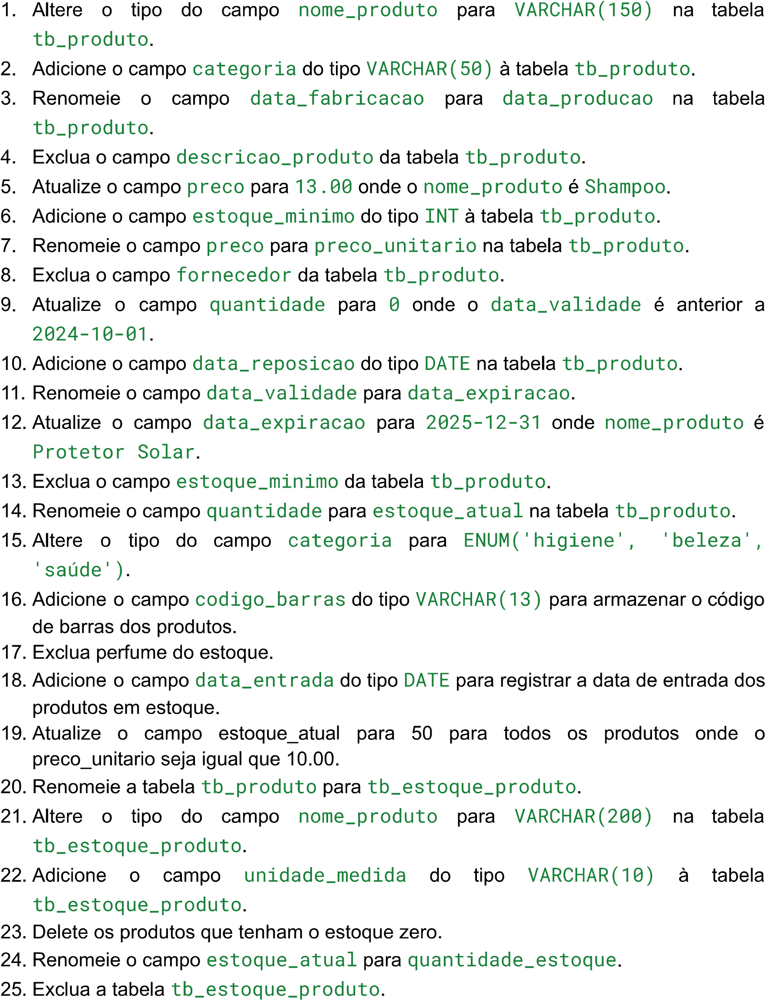 1. Altere o tipo do campo nome_produto para VARCHAR(150) na tabela
tb_produto.
2. Adicione o campo categoria do tipo VARCHAR(50) à tabela tb_produto.
3. Renomeie o campo data_fabricacao para data_producao na tabela
tb_produto.
4. Exclua o campo descricao_produto da tabela tb_produto.
5. Atualize o campo preco para 13.00 onde o nome_produto é Shampoo.
6. Adicione o campo estoque_minimo do tipo INT à tabela tb_produto.
7. Renomeie o campo preco para preco_unitario na tabela tb_produto.
8. Exclua o campo fornecedor da tabela tb_produto.
9. Atualize o campo quantidade para 0 onde o data_validade é anterior a
2024-10-01.
10. Adicione o campo data_reposicao do tipo DATE na tabela tb_produto.
11. Renomeie o campo data_validade para data_expiracao.
12. Atualize o campo data_expiracao para 2025-12-31 onde nome_produto é
Protetor Solar.
13. Exclua o campo estoque_minimo da tabela tb_produto.
14. Renomeie o campo quantidade para estoque_atual na tabela tb_produto.
15. Altere o tipo do campo categoria para ENUM('higiene', 'beleza',
'saúde').
16. Adicione o campo codigo_barras do tipo VARCHAR(13) para armazenar o código
de barras dos produtos.
17. Exclua perfume do estoque.
18. Adicione o campo data_entrada do tipo DATE para registrar a data de entrada dos
produtos em estoque.
19. Atualize o campo estoque_atual para 50 para todos os produtos onde o
preco_unitario seja igual que 10.00.
20. Renomeie a tabela tb_produto para tb_estoque_produto.
21. Altere o tipo do campo nome_produto para VARCHAR(200) na tabela
tb_estoque_produto.
22. Adicione o campo unidade_medida do tipo VARCHAR(10) à tabela
tb_estoque_produto.
23. Delete os produtos que tenham o estoque zero.
24. Renomeie o campo estoque_atual para quantidade_estoque.
25. Exclua a tabela tb_estoque_produto.